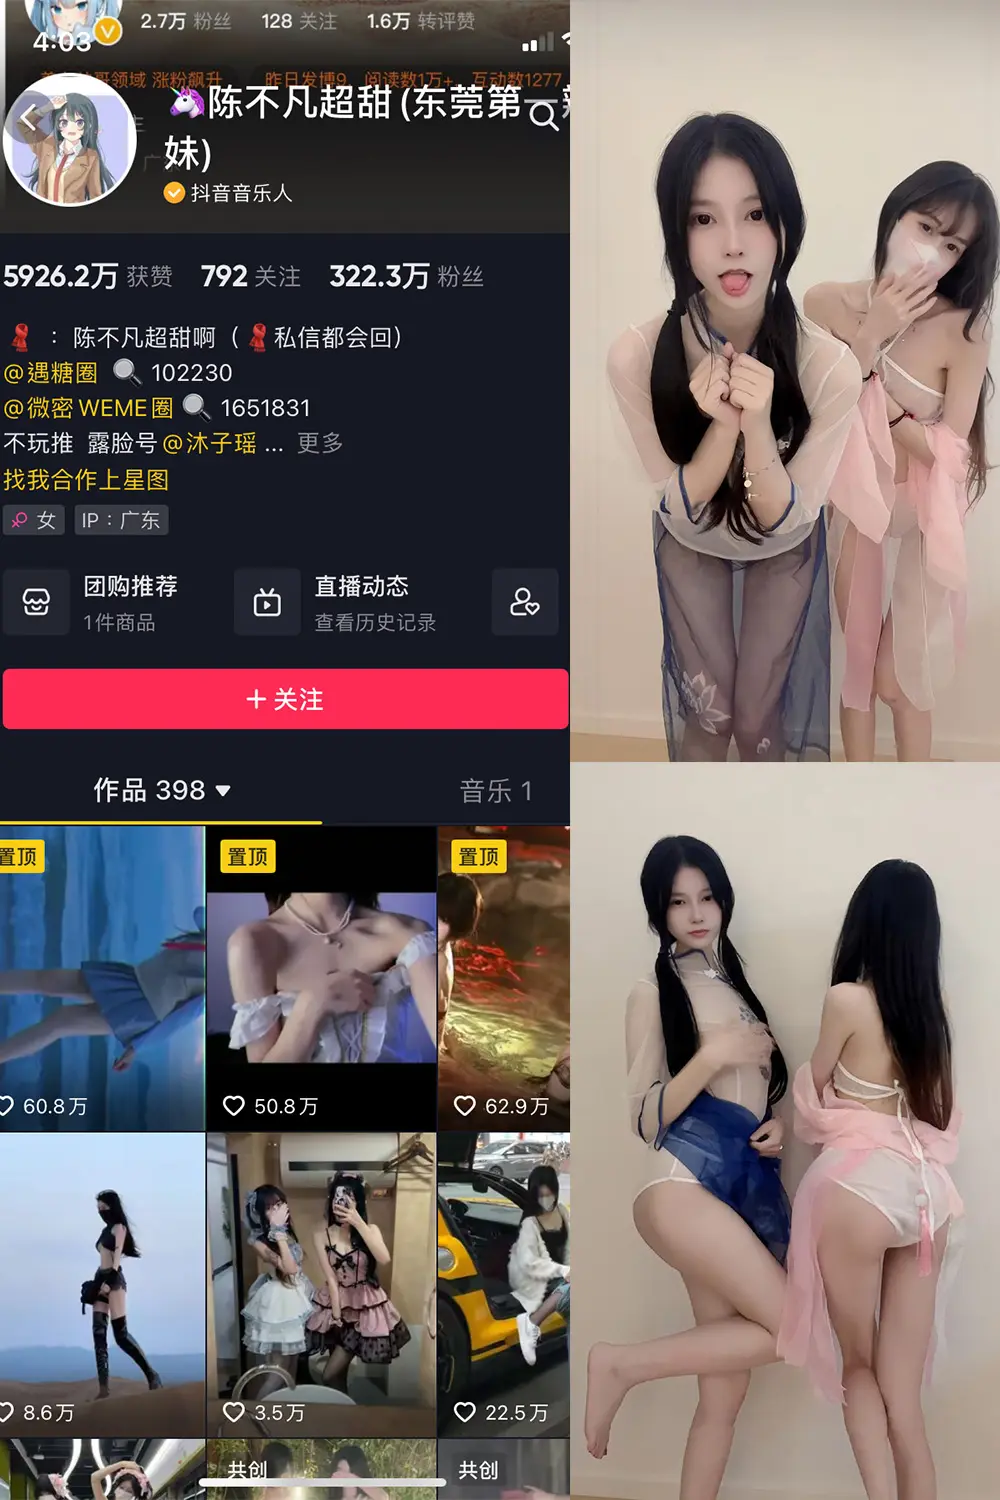 2.7万 粉丝 128 关注 1.6万 转评赞
4:03
领域 涨粉飙升 昨日发博9, 阅读数1万+, 互动数1277
陈不凡超甜(东莞第一
妹)
抖音音乐人
5926.2万 获赞 792 关注 322.3万 粉丝
: 陈不凡超甜啊 ( 私信都会回)
@遇糖圈 102230
@微密WEME圈 1651831
不玩推 露脸号@沐子瑶 ... 更多
找我合作上星图
女 IP:广东
团购推荐
1件商品
直播动态
查看历史记录
+ 关注
作品 398
音乐 1
置顶
置顶
置顶
60.8万
50.8万
62.9万
8.6万
3.5万
22.5万
共创
共创